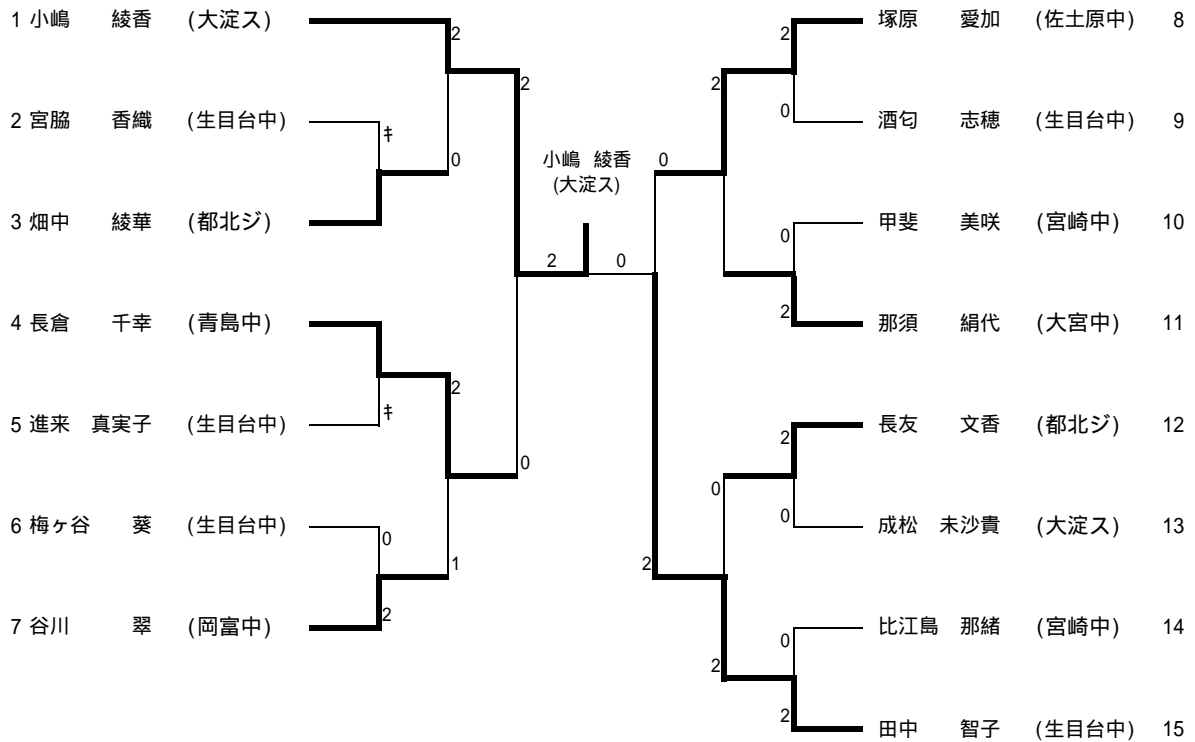 1 小嶋 綾香 (大淀ス)
2 宮脇 香織 (生目台中)
3 畑中 綾華 (都北ジ)
4 長倉 千幸 (青島中)
5 進来 真実子 (生目台中)
6 梅ヶ谷 葵 (生目台中)
7 谷川 翠 (岡富中)
2
キ
0
2
キ
0
2
1
2
0
小嶋 綾香
(大淀ス)
2 0
0
2
2
0
2
0
2
0
2
0
2
0
2
塚原 愛加 (佐土原中) 8
酒匂 志穂 (生目台中) 9
甲斐 美咲 (宮崎中) 10
那須 絹代 (大宮中) 11
長友 文香 (都北ジ) 12
成松 未沙貴 (大淀ス) 13
比江島 那緒 (宮崎中) 14
田中 智子 (生目台中) 15